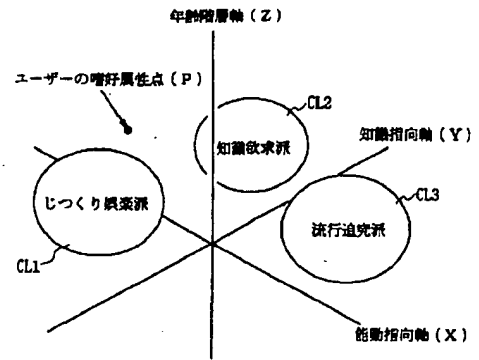 年齢階層軸(Z)
ユーザーの嗜好属性点(P)
CL2
知識指向軸(Y)
知識欲求派
じつくり娯楽派
CL3
流行追究派
CL1
能動指向軸(X)